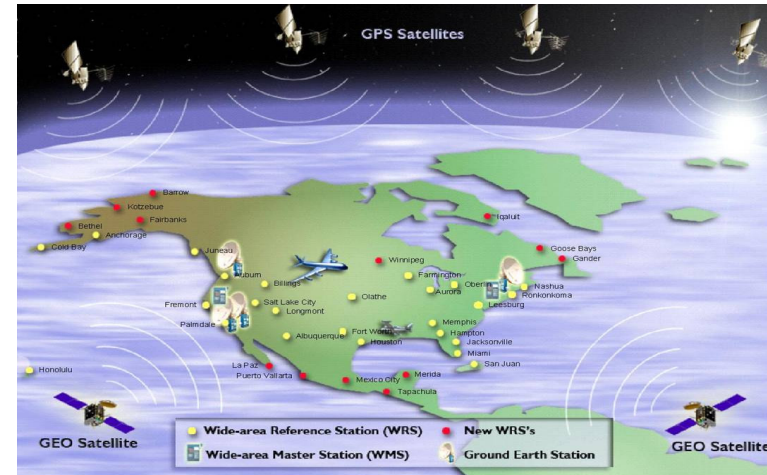 GPS Satellites
Barrow
Kotzebue
Fairbanks
Bethel
Anchorage
Cold Bay
Juneau
Iqaluit
Goose Bays
Gander
Winnipeg
Auburn
Billings
Farmington
Aurora
Oberlin
Nashua
Ronkonkoma
Leesburg
Olathe
Fremont
Salt Lake City
Longmont
Palmdale
Albuquerque
Fort Worth
Houston
Memphis
Hampton
Jacksonville
Miami
San Juan
Honolulu
La Paz
Puerto Vallarta
Mexico City
Merida
Tapachula
GEO Satellite
GEO Satellite
Wide-area Reference Station (WRS)
New WRS's
Wide-area Master Station (WMS)
Ground Earth Station